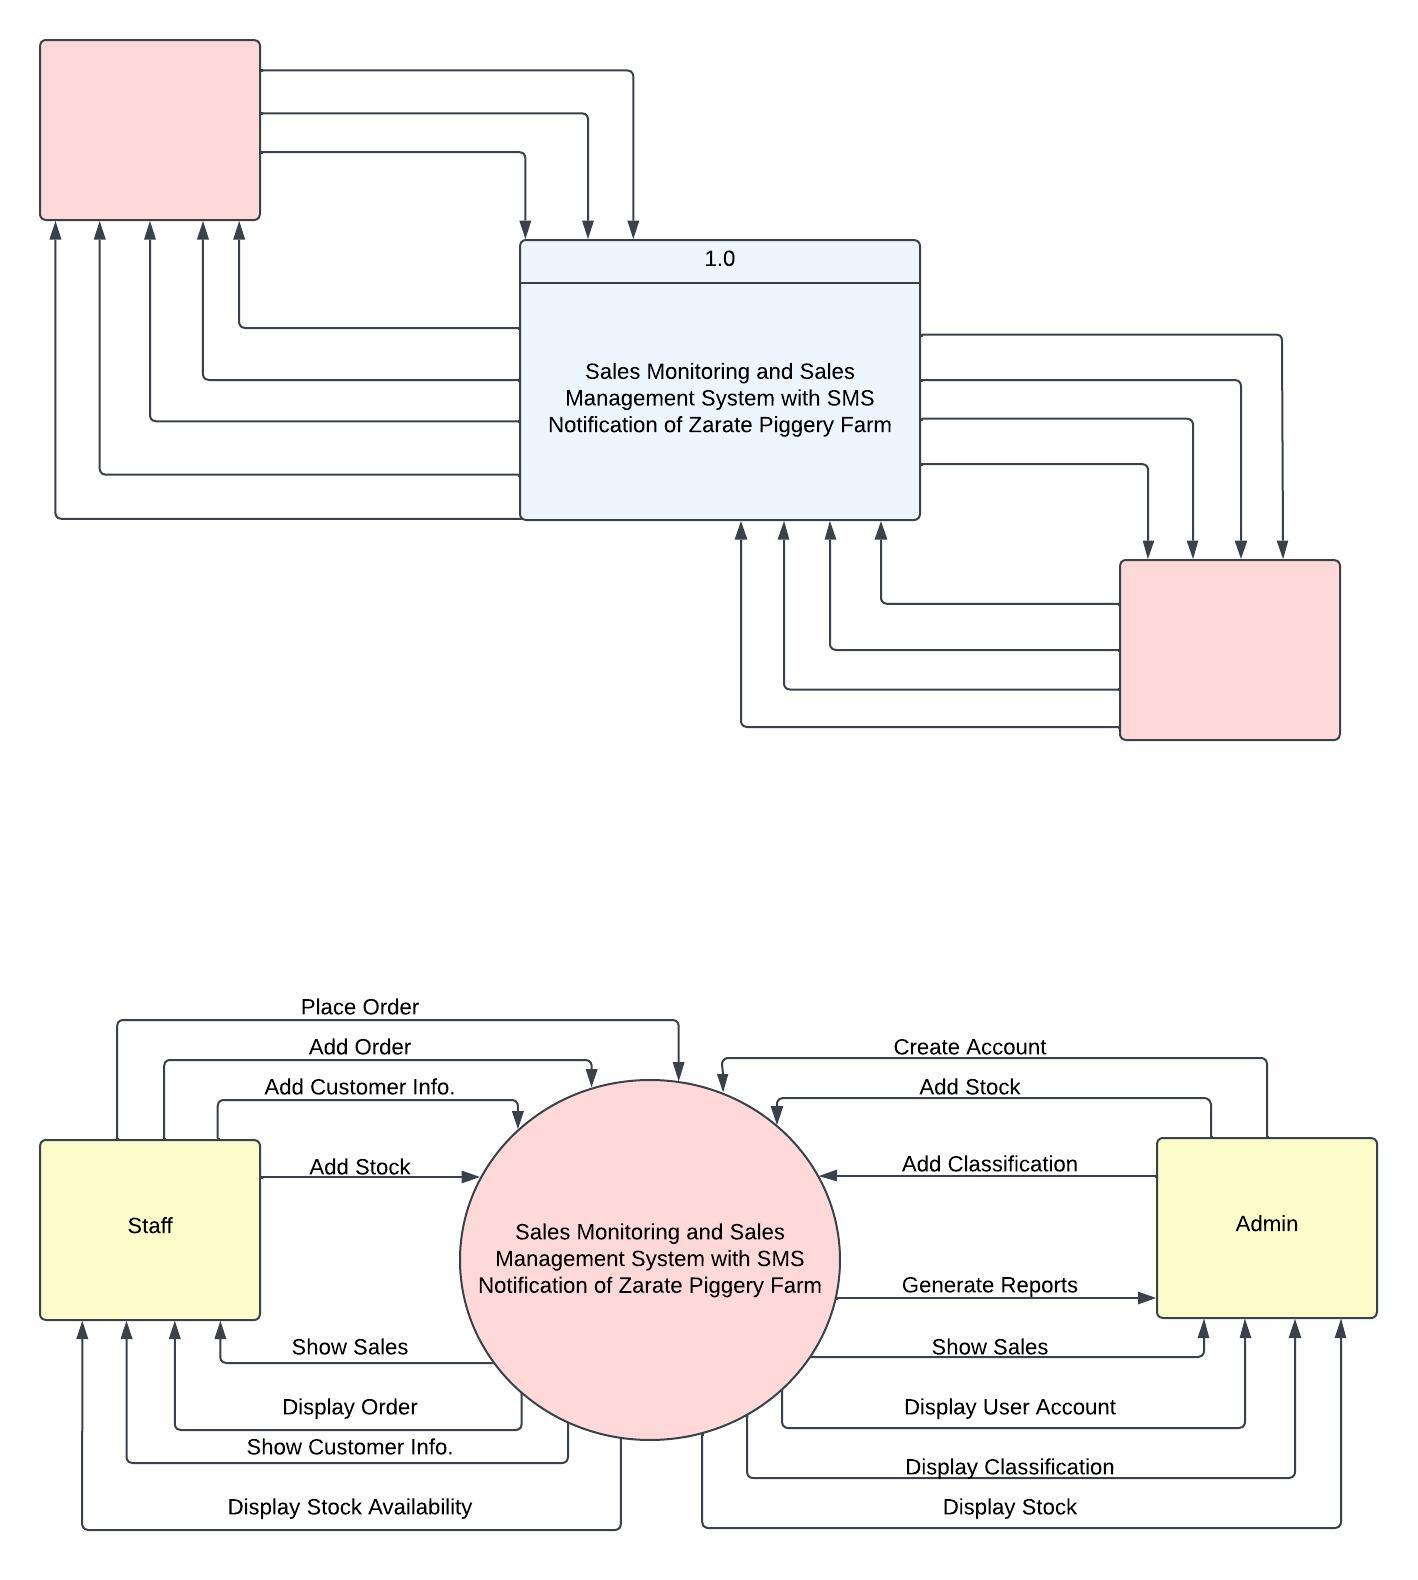 1.0
Sales Monitoring and Sales
Management System with SMS
Notification of Zarate Piggery Farm
Place Order
Add Order
Add Customer Info.
Add Stock
Staff
Show Sales
Display Order
Show Customer Info.
Display Stock Availability
Sales Monitoring and Sales
Management System with SMS
Notification of Zarate Piggery Farm
Create Account
Add Stock
Add Classification
Admin
Generate Reports
Show Sales
Display User Account
Display Classification
Display Stock